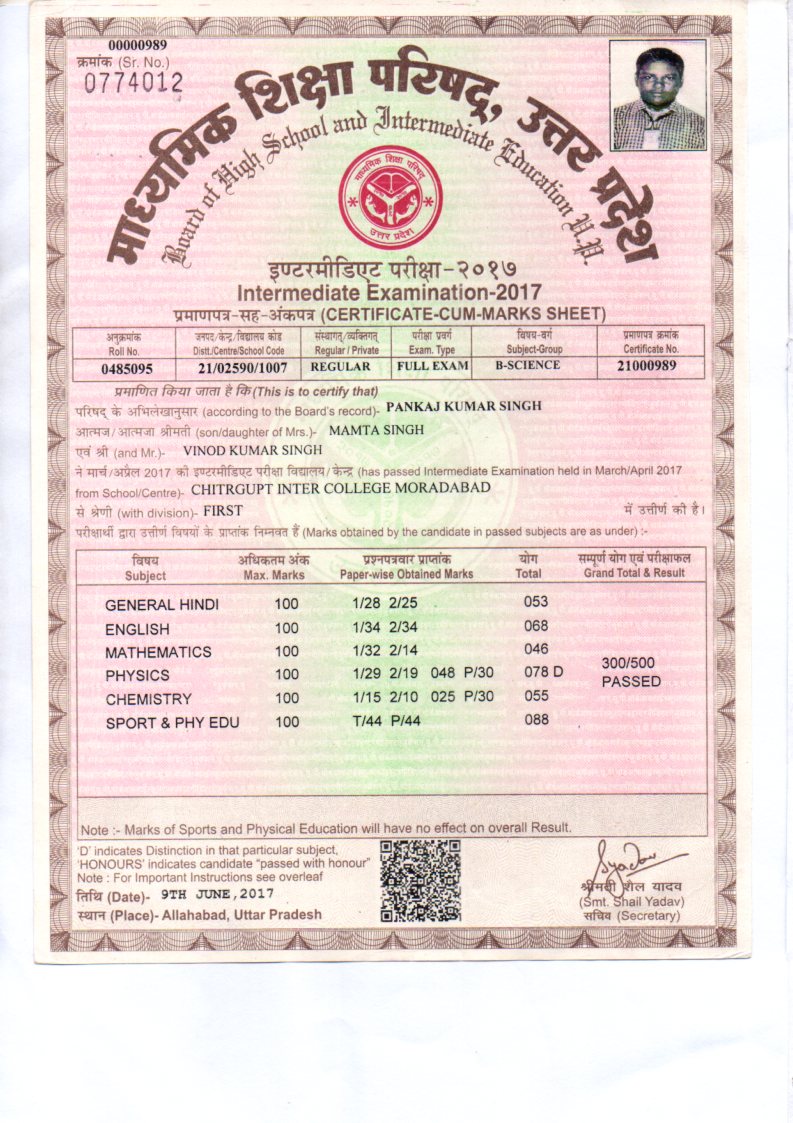 00000989
क्रमांक (Sr. No.)
0774012
माध्यमिक शिक्षा परिषद्, उत्तर प्रदेश
Board of High School and Intermediate Education U.P.
माध्यमिक शिक्षा परिषद्
उत्तर प्रदेश
इण्टरमीडिएट परीक्षा-२०१७
Intermediate Examination-2017
प्रमाणपत्र-सह-अंकपत्र (CERTIFICATE-CUM-MARKS SHEET)
अनुक्रमांक जनपद/केन्द्र/विद्यालय कोड संस्थागत/व्यक्तिगत परीक्षा प्रवर्ग विषय-वर्ग प्रमाणपत्र क्रमांक
Roll No. Distt./Centre/School Code Regular / Private Exam. Type Subject-Group Certificate No.
0485095 21/02590/1007 REGULAR FULL EXAM B-SCIENCE 21000989
प्रमाणित किया जाता है कि (This is to certify that)
परिषद् के अभिलेखानुसार (according to the Board's record)- PANKAJ KUMAR SINGH
आत्मज/आत्मजा श्रीमती (son/daughter of Mrs.)- MAMTA SINGH
एवं श्री (and Mr.)- VINOD KUMAR SINGH
ने मार्च/अप्रैल 2017 की इण्टरमीडिएट परीक्षा विद्यालय/केन्द्र (has passed Intermediate Examination held in March/April 2017
from School/Centre)- CHITRGUPT INTER COLLEGE MORADABAD
से श्रेणी (with division)- FIRST में उत्तीर्ण की है।
परीक्षार्थी द्वारा उत्तीर्ण विषयों के प्राप्तांक निम्नवत हैं (Marks obtained by the candidate in passed subjects are as under) :-
विषय अधिकतम अंक प्रश्नपत्रवार प्राप्तांक योग सम्पूर्ण योग एवं परीक्षाफल
Subject Max. Marks Paper-wise Obtained Marks Total Grand Total & Result
GENERAL HINDI 100 1/28 2/25 053
ENGLISH 100 1/34 2/34 068
MATHEMATICS 100 1/32 2/14 046
300/500
PHYSICS 100 1/29 2/19 048 P/30 078 D
PASSED
CHEMISTRY 100 1/15 2/10 025 P/30 055
SPORT & PHY EDU 100 T/44 P/44 088
Note :- Marks of Sports and Physical Education will have no effect on overall Result.
'D' indicates Distinction in that particular subject,
'HONOURS' indicates candidate "passed with honour"
Note : For Important Instructions see overleaf
तिथि (Date)- 9TH JUNE,2017
स्थान (Place)- Allahabad, Uttar Pradesh
Syadav
श्रीमती शैल यादव
(Smt. Shail Yadav)
सचिव (Secretary)